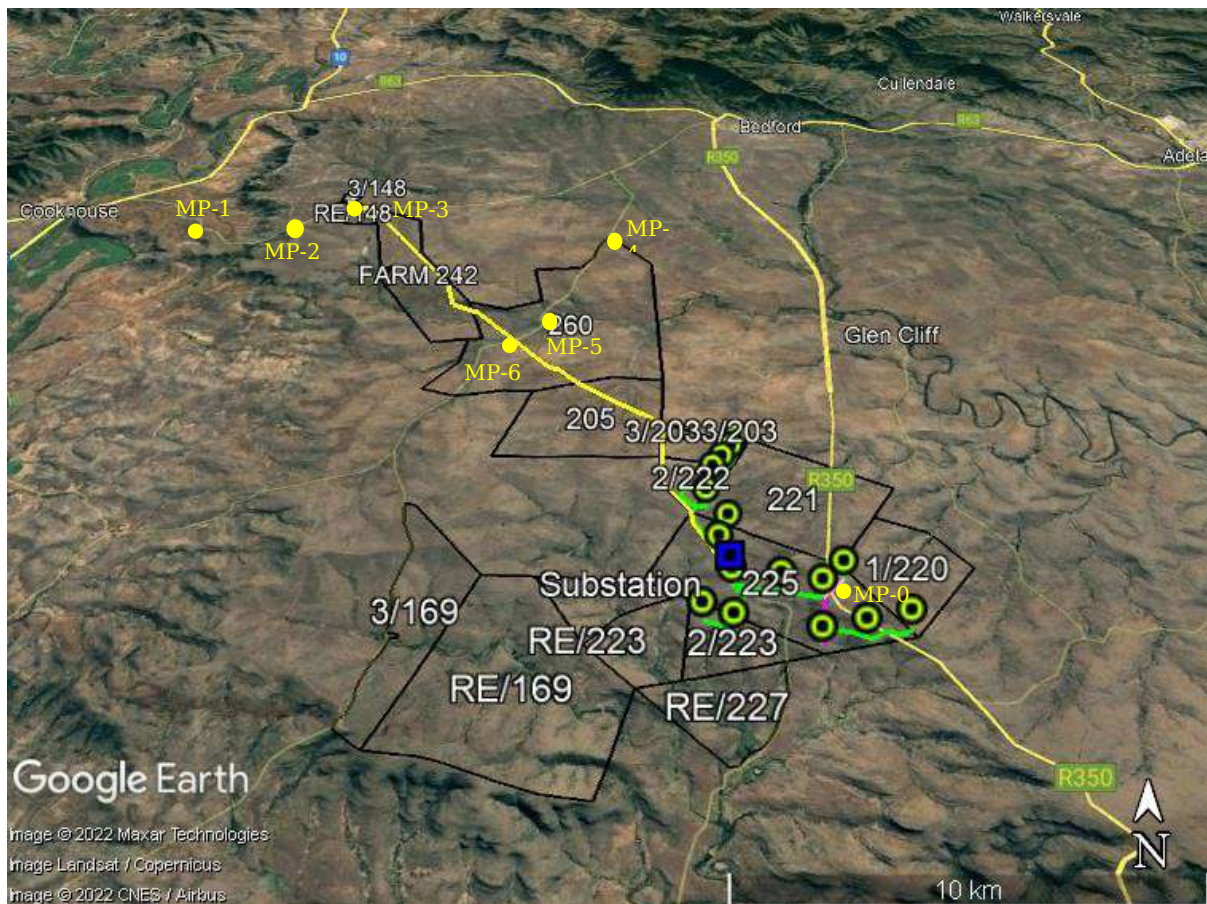 Walkersvale
10
R63
Cullendale
Bedford
R63
R350
Adela
3/148
Cookhouse
MP-1
RE/148
MP-3
MP-2
MP-
FARM 242
260
MP-5
Glen Cliff
MP-6
205
3/203
3/203
2/222
R350
221
Substation
225
1/220
MP-0
3/169
RE/223
2/223
RE/169
RE/227
Google Earth
R350
Image © 2022 Maxar Technologies
Image Landsat / Copernicus
Image © 2022 CNES / Airbus
10 km
N